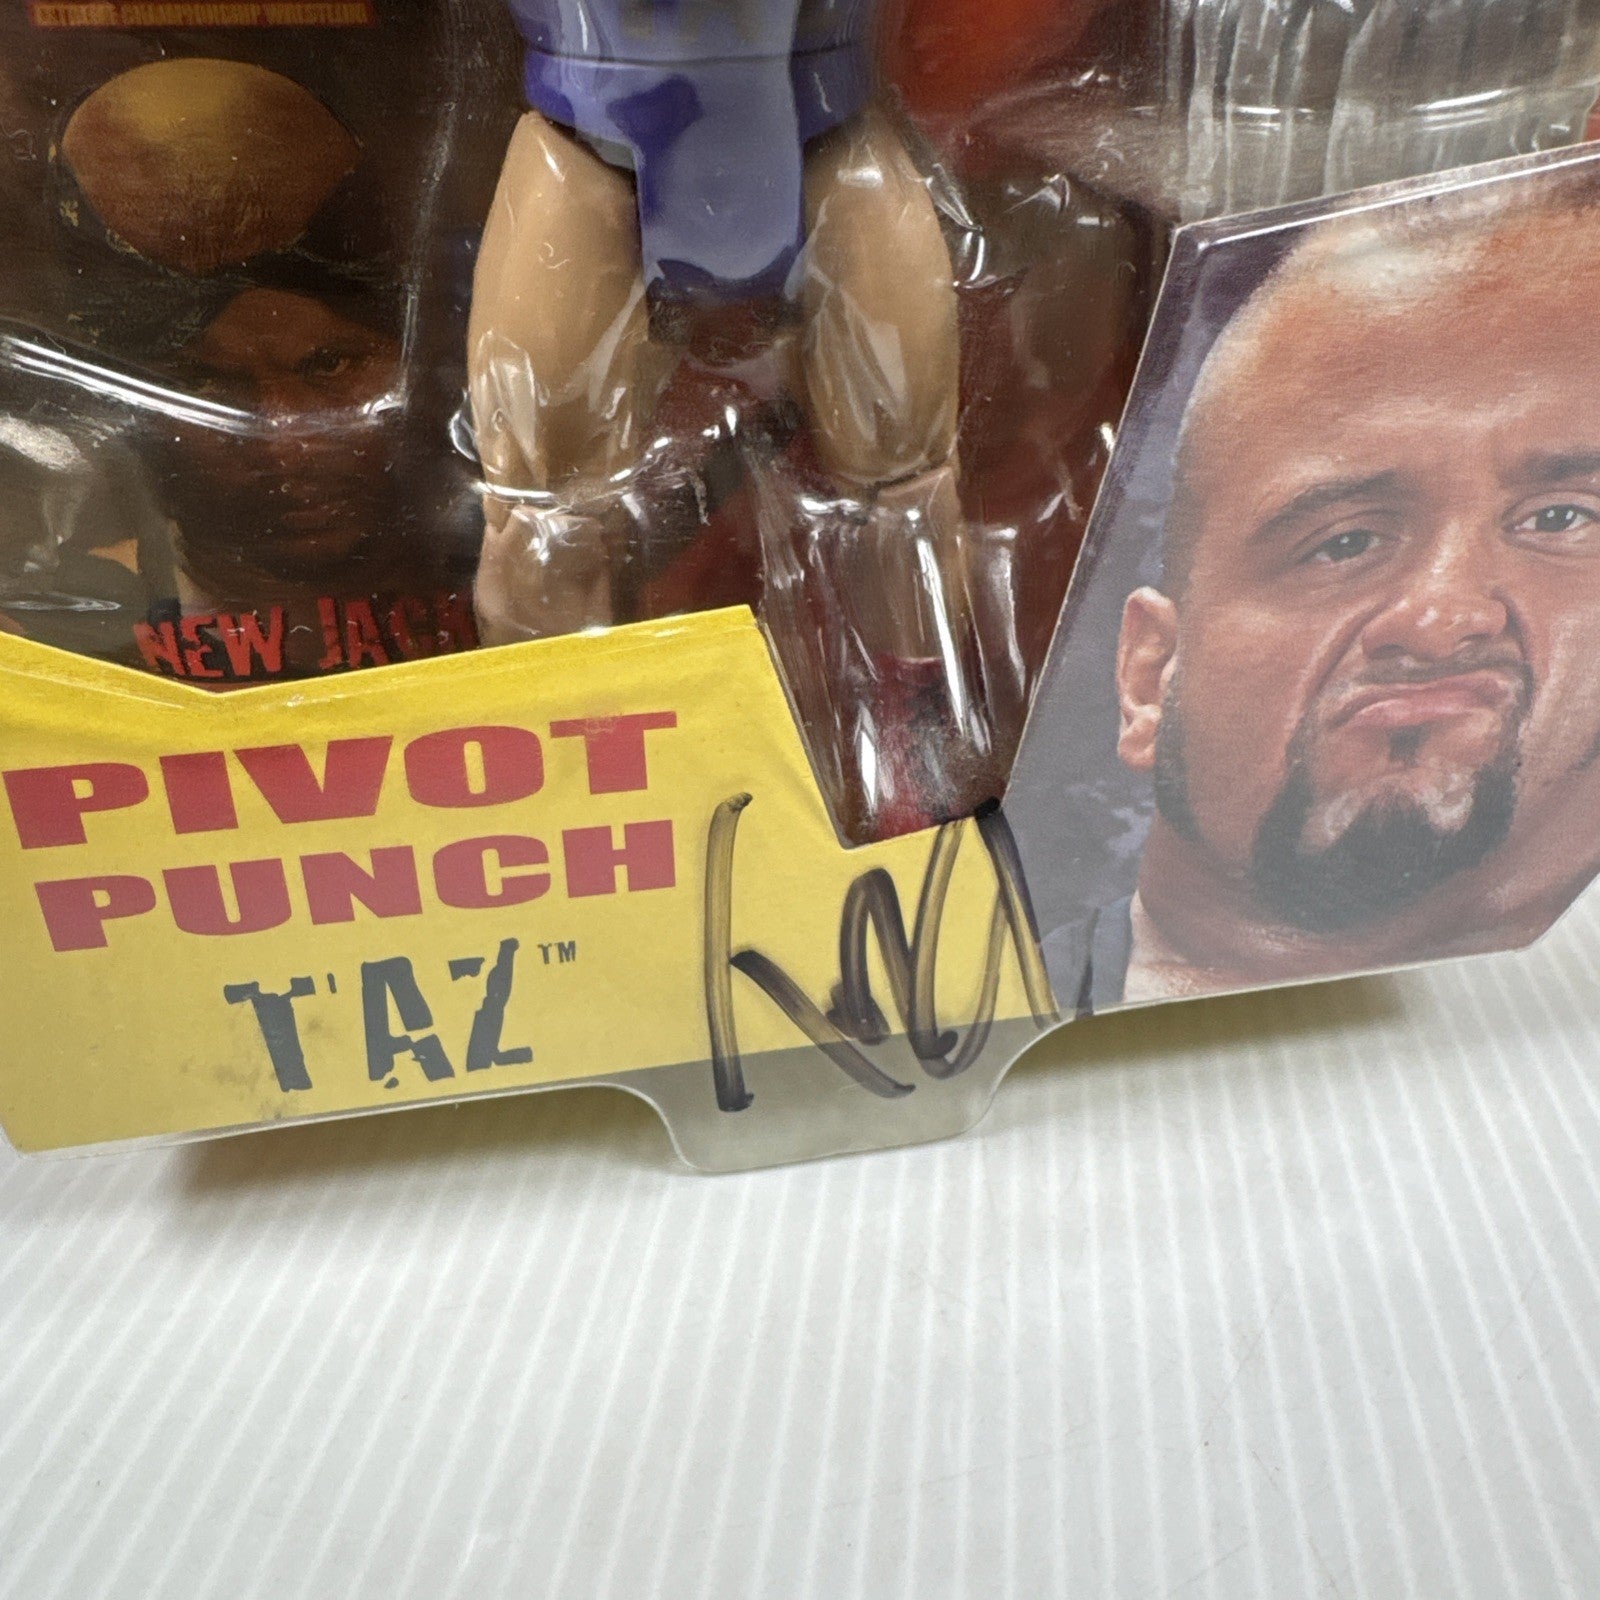 EXTREME CHAMPIONSHIP WRESTLING
NEW JACK
PIVOT
PUNCH
TAZ™